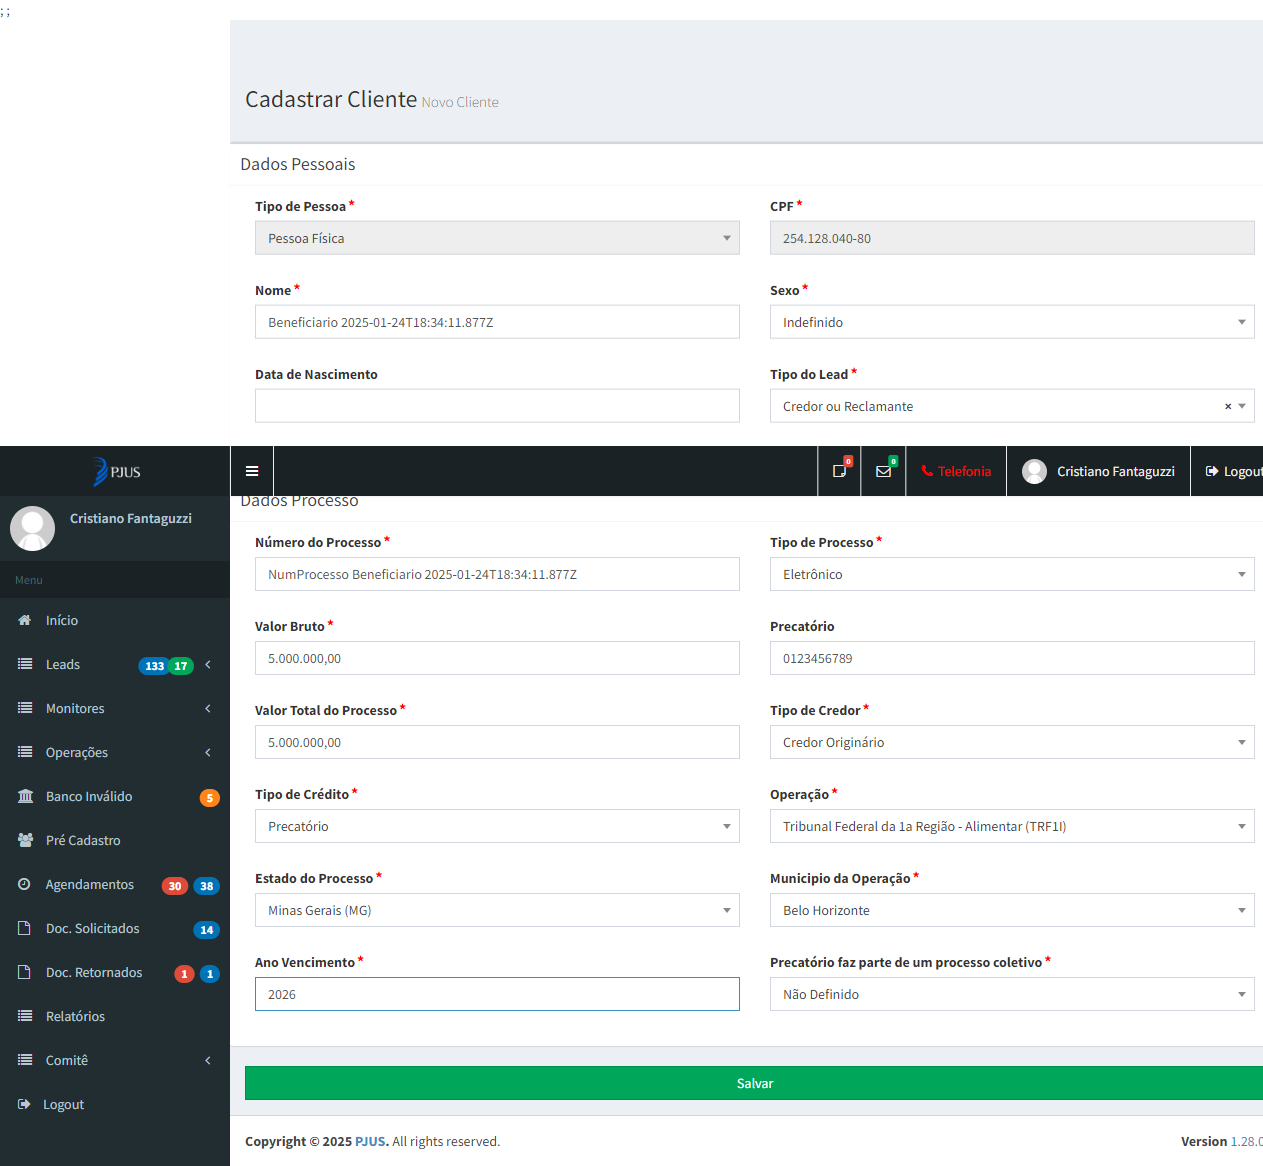 ; ;
Cadastrar Cliente Novo Cliente
Dados Pessoais
Tipo de Pessoa *
CPF *
Pessoa Física
254.128.040-80
Nome *
Sexo *
Beneficiario 2025-01-24T18:34:11.877Z
Indefinido
Data de Nascimento
Tipo do Lead *
Credor ou Reclamante × 
PJUS
0
0
Telefonia
Cristiano Fantaguzzi
Logout
Cristiano Fantaguzzi
Menu
Início
Leads 133 17
Monitores
Operações
Banco Inválido 5
Pré Cadastro
Agendamentos 30 38
Doc. Solicitados 14
Doc. Retornados 1 1
Relatórios
Comitê
Logout
Dados Processo
Número do Processo *
Tipo de Processo *
NumProcesso Beneficiario 2025-01-24T18:34:11.877Z
Eletrônico
Valor Bruto *
Precatório
5.000.000,00
0123456789
Valor Total do Processo *
Tipo de Credor *
5.000.000,00
Credor Originário
Tipo de Crédito *
Operação *
Precatório
Tribunal Federal da 1a Região - Alimentar (TRF1I)
Estado do Processo *
Municipio da Operação *
Minas Gerais (MG)
Belo Horizonte
Ano Vencimento *
Precatório faz parte de um processo coletivo *
2026
Não Definido
Salvar
Copyright © 2025 PJUS. All rights reserved.
Version 1.28.0